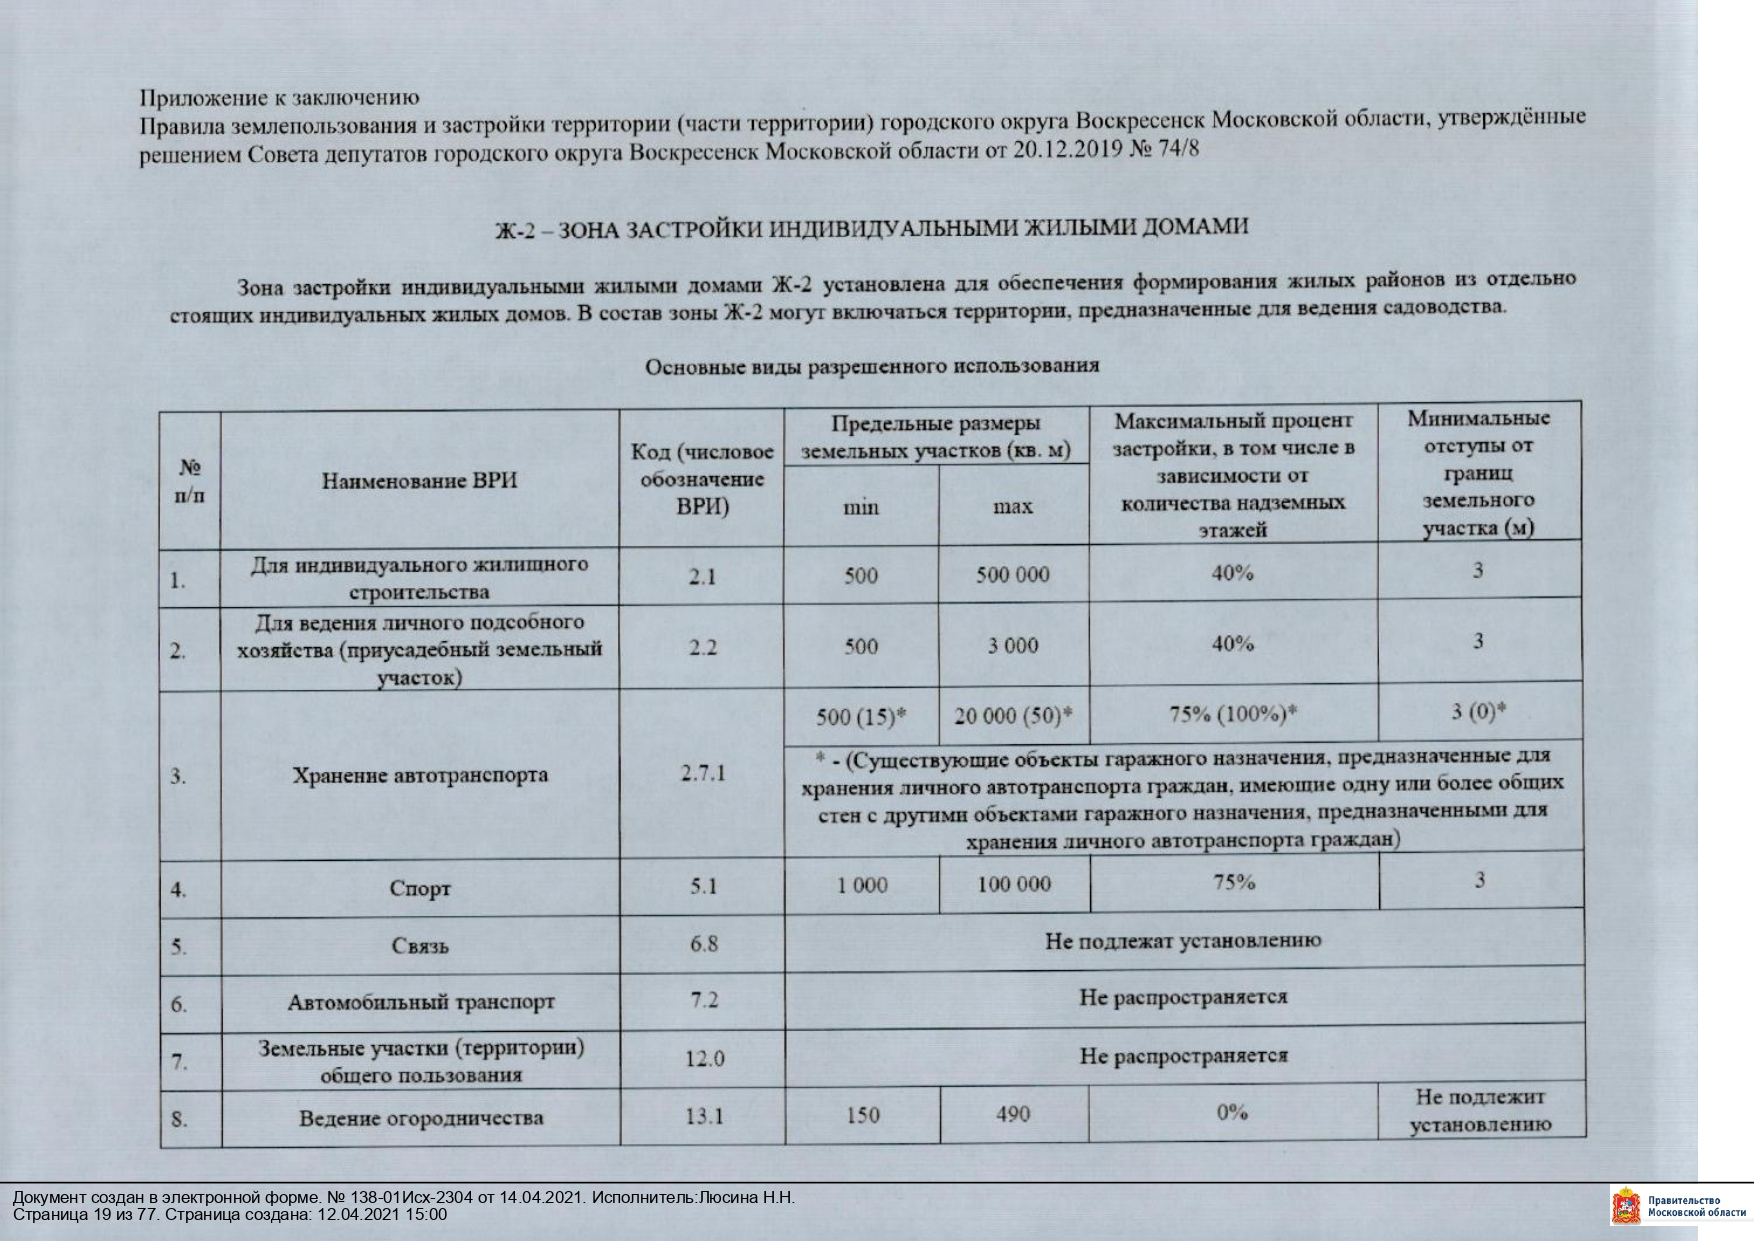 Приложение к заключению
Правила землепользования и застройки территории (части территории) городского округа Воскресенск Московской области, утверждённые
решением Совета депутатов городского округа Воскресенск Московской области от 20.12.2019 № 74/8
Ж-2 – ЗОНА ЗАСТРОЙКИ ИНДИВИДУАЛЬНЫМИ ЖИЛЫМИ ДОМАМИ
Зона застройки индивидуальными жилыми домами Ж-2 установлена для обеспечения формирования жилых районов из отдельно
стоящих индивидуальных жилых домов. В состав зоны Ж-2 могут включаться территории, предназначенные для ведения садоводства.
Основные виды разрешенного использования
№
п/п
Наименование ВРИ
Код (числовое
обозначение
ВРИ)
Предельные размеры
земельных участков (кв. м)
min
max
Максимальный процент
застройки, в том числе в
зависимости от
количества надземных
этажей
Минимальные
отступы от
границ
земельного
участка (м)
1.
Для индивидуального жилищного
строительства
2.1
500
500 000
40%
3
2.
Для ведения личного подсобного
хозяйства (приусадебный земельный
участок)
2.2
500
3 000
40%
3
3.
Хранение автотранспорта
2.7.1
500 (15)*
20 000 (50)*
75% (100%)*
3 (0)*
* - (Существующие объекты гаражного назначения, предназначенные для
хранения личного автотранспорта граждан, имеющие одну или более общих
стен с другими объектами гаражного назначения, предназначенными для
хранения личного автотранспорта граждан)
4.
Спорт
5.1
1 000
100 000
75%
3
5.
Связь
6.8
Не подлежат установлению
6.
Автомобильный транспорт
7.2
Не распространяется
7.
Земельные участки (территории)
общего пользования
12.0
Не распространяется
8.
Ведение огородничества
13.1
150
490
0%
Не подлежит
установлению
Документ создан в электронной форме. № 138-01Исх-2304 от 14.04.2021. Исполнитель:Люсина Н.Н.
Страница 19 из 77. Страница создана: 12.04.2021 15:00
Правительство
Московской области